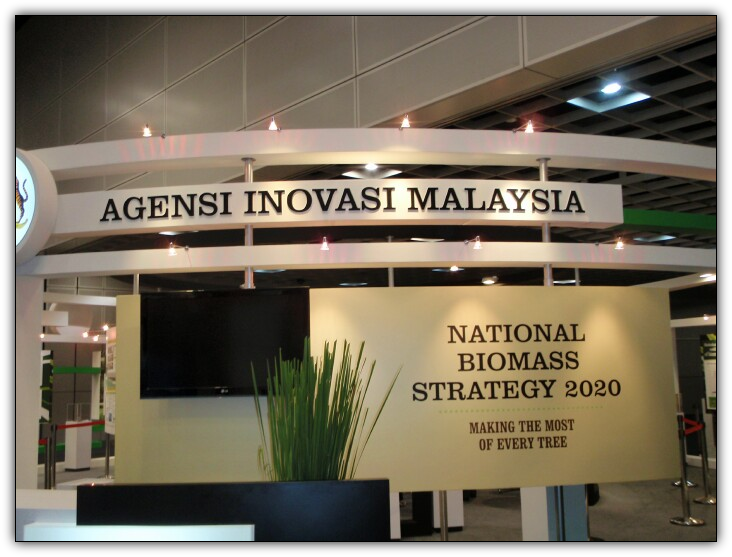 AGENSI INOVASI MALAYSIA
NATIONAL
BIOMASS
STRATEGY 2020
MAKING THE MOST
OF EVERY TREE